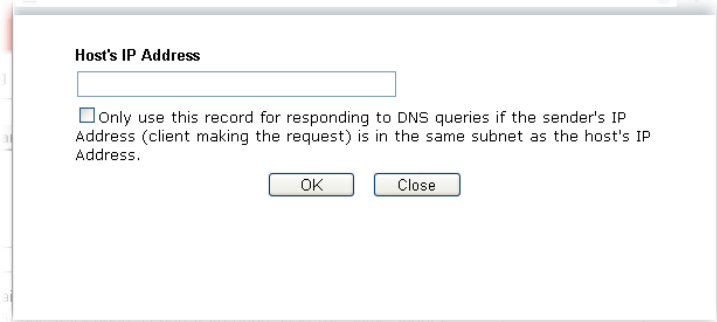 Host's IP Address
Only use this record for responding to DNS queries if the sender's IP
Address (client making the request) is in the same subnet as the host's IP
Address.
OK Close